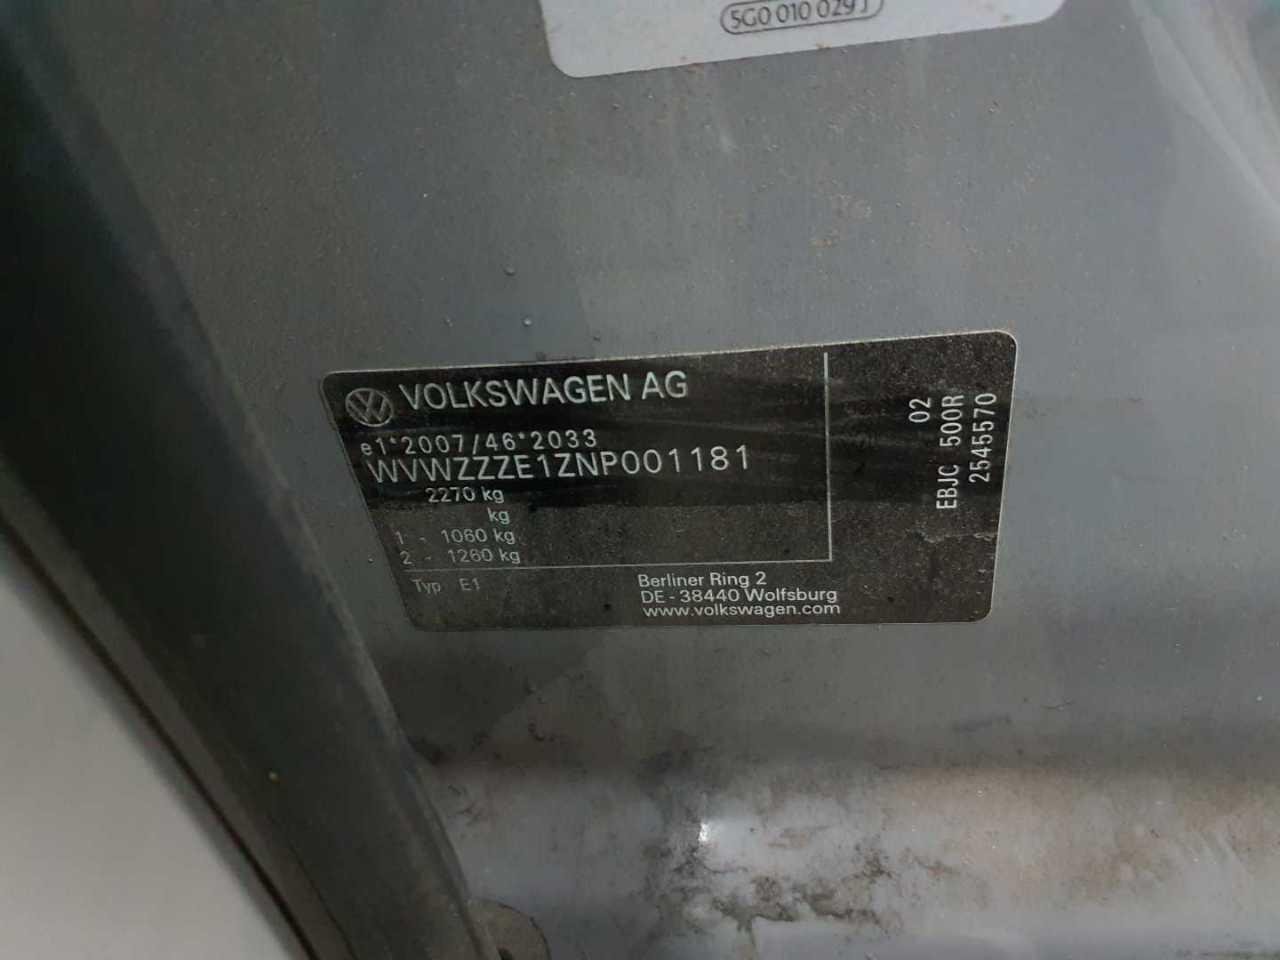 5G0 010 029 J
VOLKSWAGEN AG
e1*2007/46*2033
WVWZZZE1ZNP001181
2270 kg
kg
1 - 1060 kg
2 - 1260 kg
Typ E1
Berliner Ring 2
DE - 38440 Wolfsburg
www.volkswagen.com
02
EBJC 500R
2545570